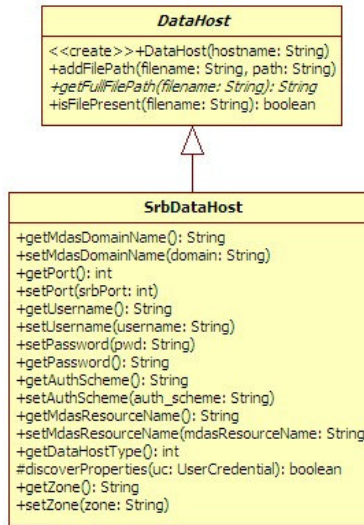 DataHost
<<create>>+DataHost(hostname: String)
+addFilePath(filename: String, path: String)
+getFullFilePath(filename: String): String
+isFilePresent(filename: String): boolean
SrbDataHost
+getMdasDomainName(): String
+setMdasDomainName(domain: String)
+getPort(): int
+setPort(srbPort: int)
+getUsername(): String
+setUsername(username: String)
+setPassword(pwd: String)
+getPassword(): String
+getAuthScheme(): String
+setAuthScheme(auth_scheme: String)
+getMdasResourceName(): String
+setMdasResourceName(mdasResourceName: String
+getDataHostType(): int
#discoverProperties(uc: UserCredential): boolean
+getZone(): String
+setZone(zone: String)